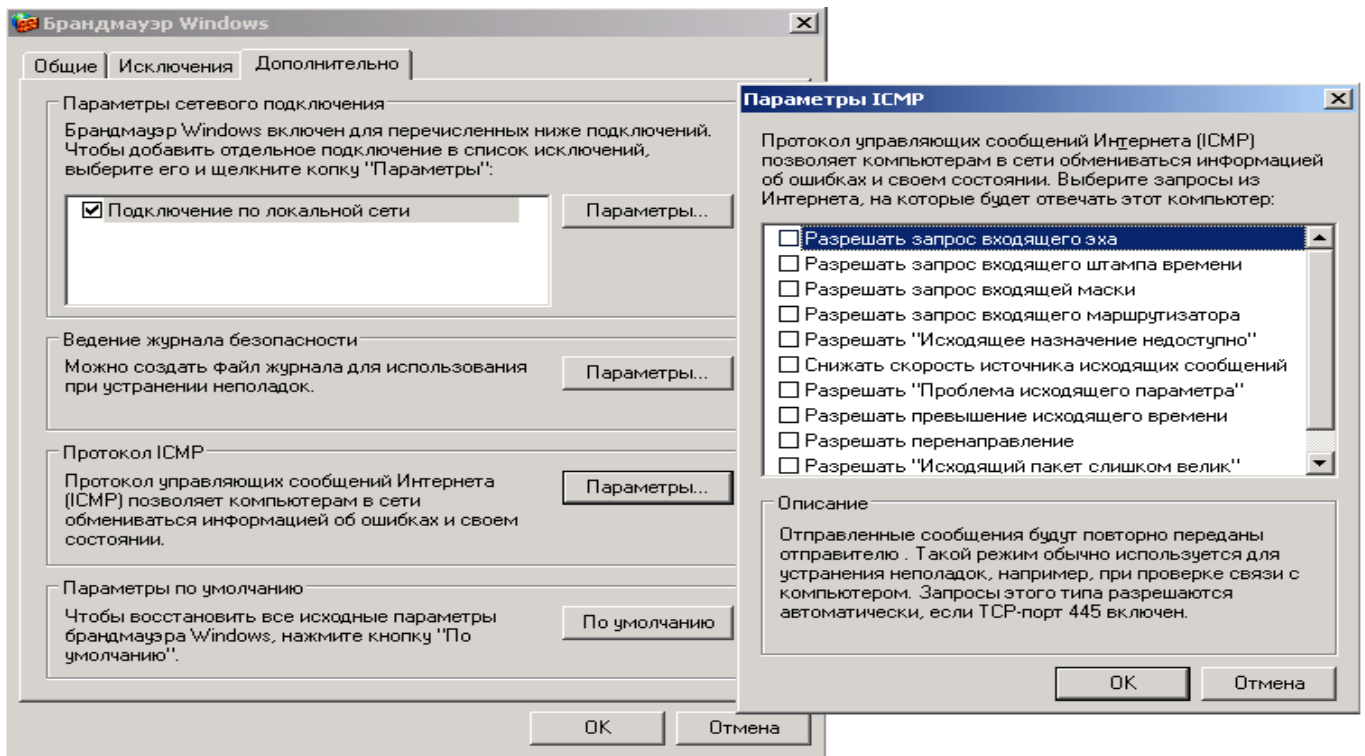 Брандмауэр Windows
Общие
Исключения
Дополнительно
Параметры сетевого подключения
Брандмауэр Windows включен для перечисленных ниже подключений.
Чтобы добавить отдельное подключение в список исключений,
выберите его и щелкните копку "Параметры":
Подключение по локальной сети
Параметры...
Ведение журнала безопасности
Можно создать файл журнала для использования
при устранении неполадок.
Параметры...
Протокол ICMP
Протокол управляющих сообщений Интернета
(ICMP) позволяет компьютерам в сети
обмениваться информацией об ошибках и своем
состоянии.
Параметры...
Параметры по умолчанию
Чтобы восстановить все исходные параметры
брандмауэра Windows, нажмите кнопку "По
умолчанию".
По умолчанию
OK
Отмена
Параметры ICMP
Протокол управляющих сообщений Интернета (ICMP)
позволяет компьютерам в сети обмениваться информацией
об ошибках и своем состоянии. Выберите запросы из
Интернета, на которые будет отвечать этот компьютер:
Разрешать запрос входящего эха
Разрешать запрос входящего штампа времени
Разрешать запрос входящей маски
Разрешать запрос входящего маршрутизатора
Разрешать "Исходящее назначение недоступно"
Снижать скорость источника исходящих сообщений
Разрешать "Проблема исходящего параметра"
Разрешать превышение исходящего времени
Разрешать перенаправление
Разрешать "Исходящий пакет слишком велик"
Описание
Отправленные сообщения будут повторно переданы
отправителю . Такой режим обычно используется для
устранения неполадок, например, при проверке связи с
компьютером. Запросы этого типа разрешаются
автоматически, если TCP-порт 445 включен.
OK
Отмена